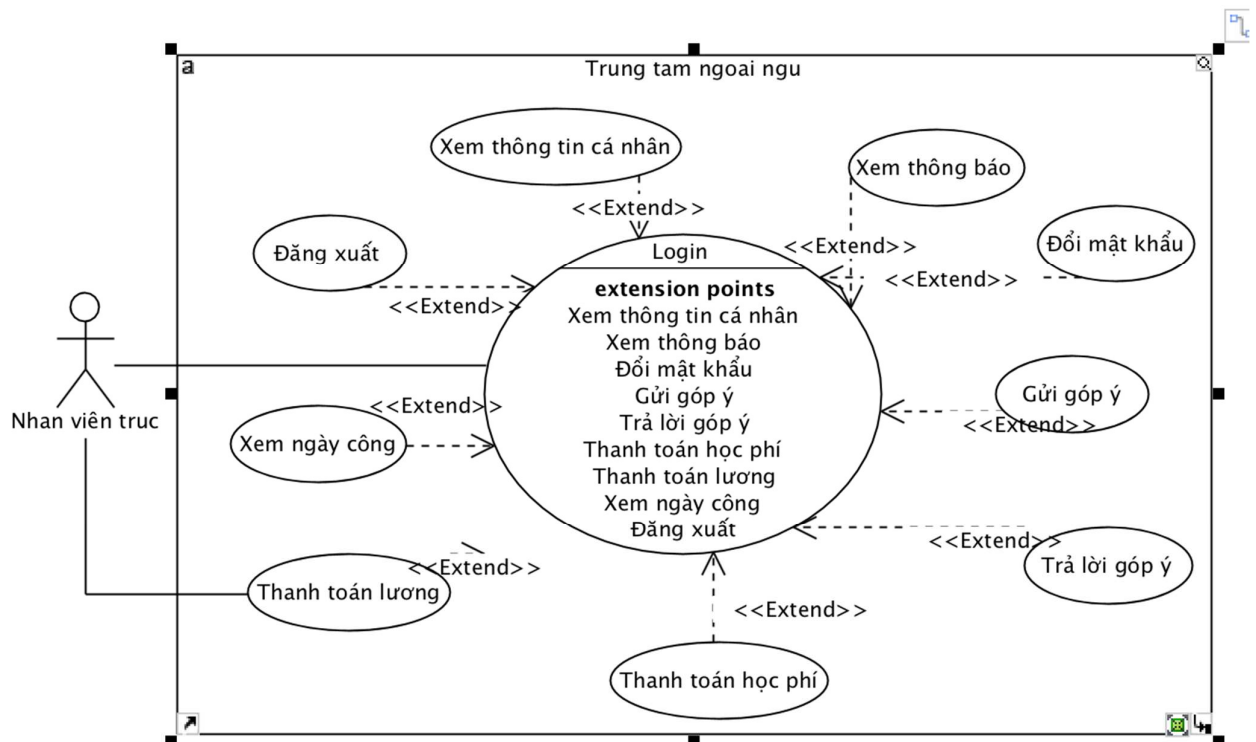 a
Trung tam ngoai ngu
Xem thông tin cá nhân
<<Extend>>
Xem thông báo
<<Extend>>
Đổi mật khẩu
<<Extend>>
Đăng xuất
<<Extend>>
Login
extension points
Xem thông tin cá nhân
Xem thông báo
Đổi mật khẩu
Gửi góp ý
Trả lời góp ý
Thanh toán học phí
Thanh toán lương
Xem ngày công
Đăng xuất
Nhan viên truc
<<Extend>>
Xem ngày công
Gửi góp ý
<<Extend>>
<<Extend>>
Thanh toán lương
<<Extend>>
Trả lời góp ý
<<Extend>>
Thanh toán học phí